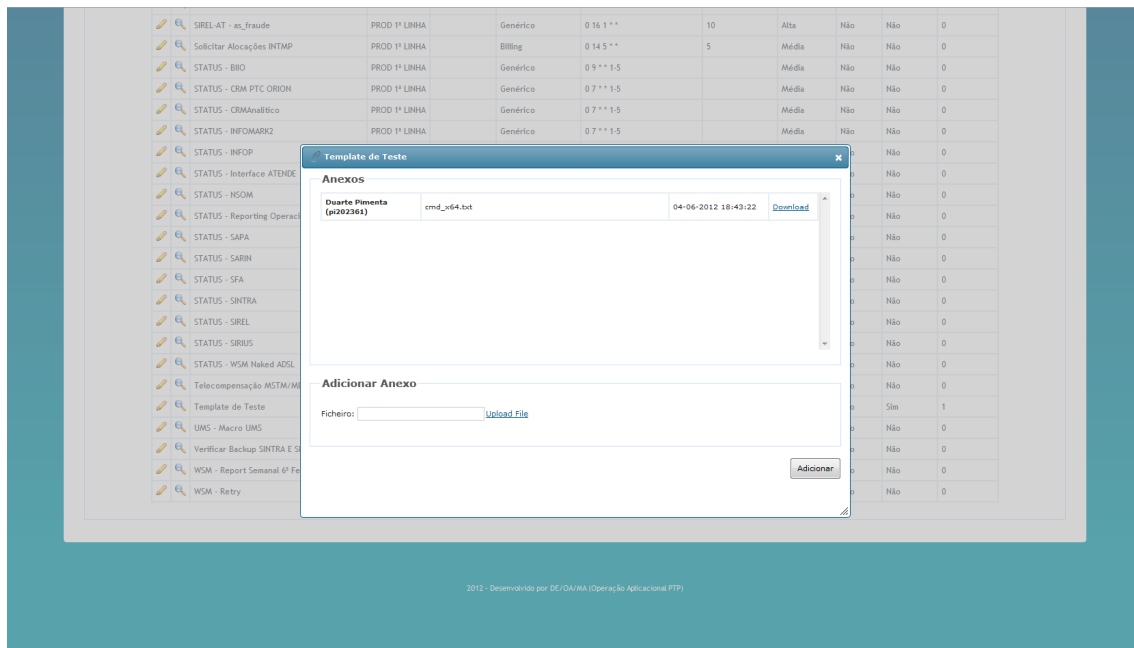 SIREL-AT - as_fraude PROD 1ª LINHA Genérico 0 16 1 * * 10 Alta Não Não 0
Solicitar Alocações INTMP PROD 1ª LINHA Billing 0 14 5 * * 5 Média Não Não 0
STATUS - BIIO PROD 1ª LINHA Genérico 0 9 * * 1-5 Média Não Não 0
STATUS - CRM PTC ORION PROD 1ª LINHA Genérico 0 7 * * 1-5 Média Não Não 0
STATUS - CRMAnalitico PROD 1ª LINHA Genérico 0 7 * * 1-5 Média Não Não 0
STATUS - INFOMARK2 PROD 1ª LINHA Genérico 0 7 * * 1-5 Média Não Não 0
STATUS - INFOP Não 0
STATUS - Interface ATENDE Não 0
STATUS - NSOM Não 0
STATUS - Reporting Operaci Não 0
STATUS - SAPA Não 0
STATUS - SARIN Não 0
STATUS - SFA Não 0
STATUS - SINTRA Não 0
STATUS - SIREL Não 0
STATUS - SIRIUS Não 0
STATUS - WSM Naked ADSL Não 0
Telecompensação MSTM/M Não 0
Template de Teste Sim 1
UMS - Macro UMS Não 0
Verificar Backup SINTRA E S Não 0
WSM - Report Semanal 6ª Fe Não 0
WSM - Retry Não 0
Template de Teste
Anexos
Duarte Pimenta
(pi202361) cmd_x64.txt 04-06-2012 18:43:22 Download
Adicionar Anexo
Ficheiro: Upload File
Adicionar
2012 - Desenvolvido por DE/OA/MA (Operação Aplicacional PTP)